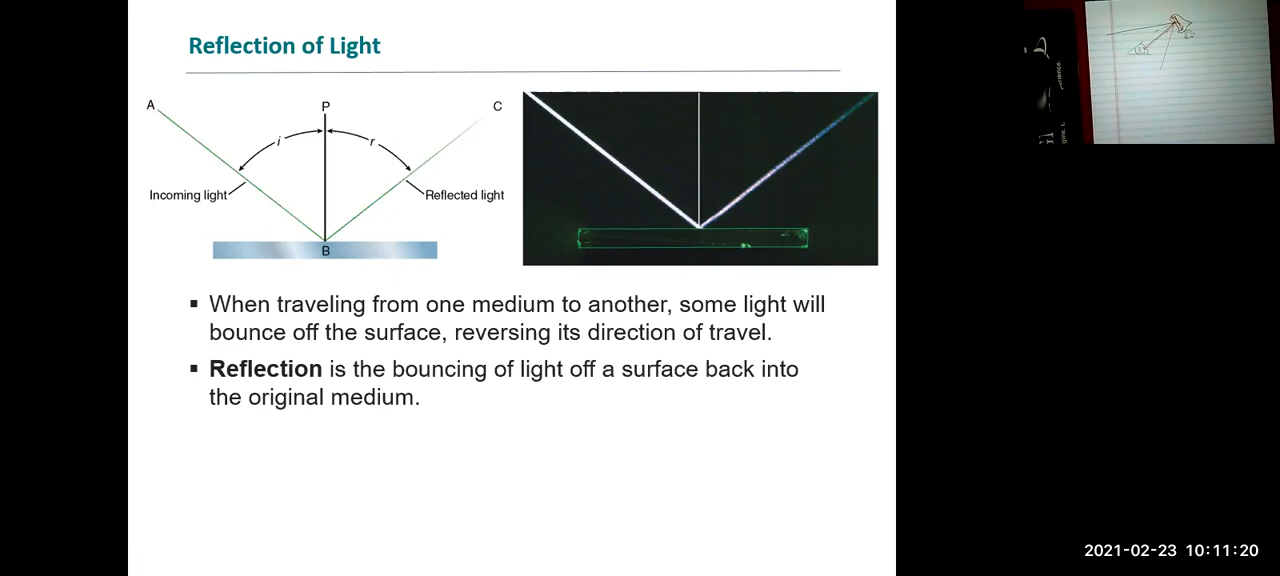 Reflection of Light
A
P
C
i
r
Incoming light
Reflected light
B
▪ When traveling from one medium to another, some light will
bounce off the surface, reversing its direction of travel.
▪ Reflection is the bouncing of light off a surface back into
the original medium.
2021-02-23 10:11:20